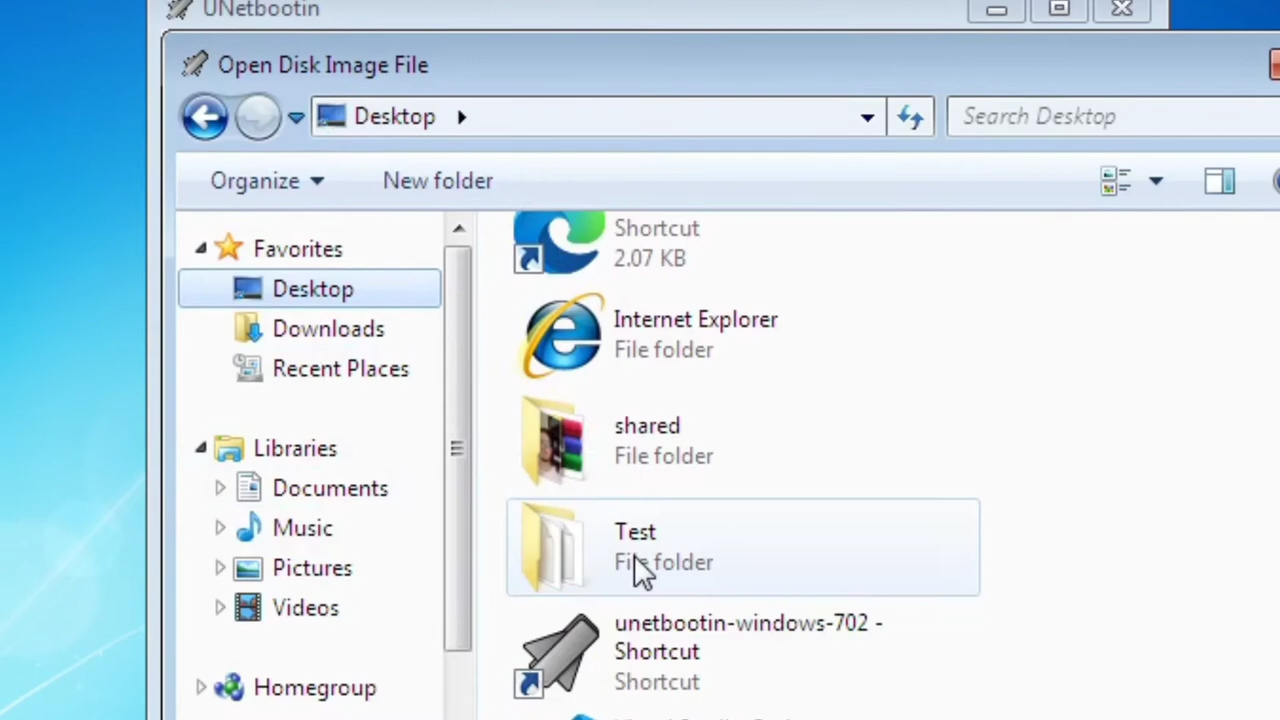 UNetbootin
Open Disk Image File
Desktop
Search Desktop
Organize
New folder
Favorites
Desktop
Downloads
Recent Places
Libraries
Documents
Music
Pictures
Videos
Homegroup
Shortcut
2.07 KB
Internet Explorer
File folder
shared
File folder
Test
File folder
unetbootin-windows-702 -
Shortcut
Shortcut